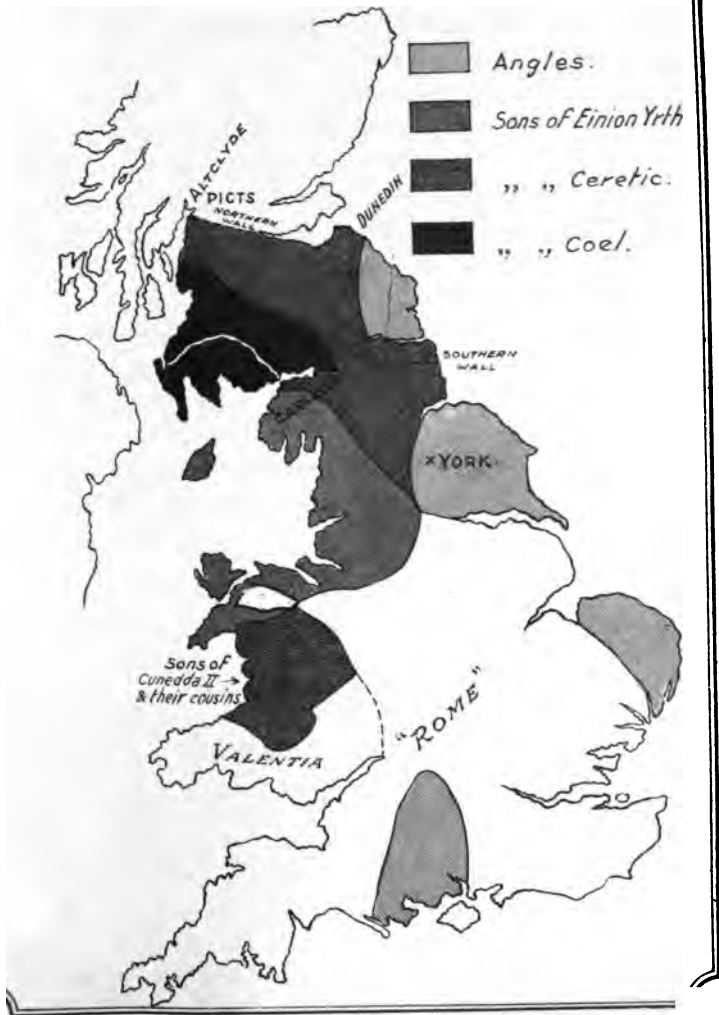 Angles.
Sons of Einion Yrth
„ „ Ceretic.
„ „ Coel.
ALTCLYDE
PICTS
NORTHERN
WALL
DUNEDIN
SOUTHERN
WALL
xYORK.
Sons of
Cunedda II →
& their cousins
VALENTIA
"ROME"